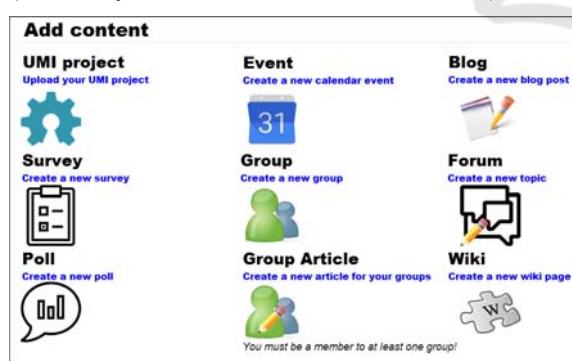 Add content
UMI project
Upload your UMI project
Event
Create a new calendar event
31
Blog
Create a new blog post
Survey
Create a new survey
Group
Create a new group
Forum
Create a new topic
Poll
Create a new poll
Group Article
Create a new article for your groups
You must be a member to at least one group!
Wiki
Create a new wiki page
W